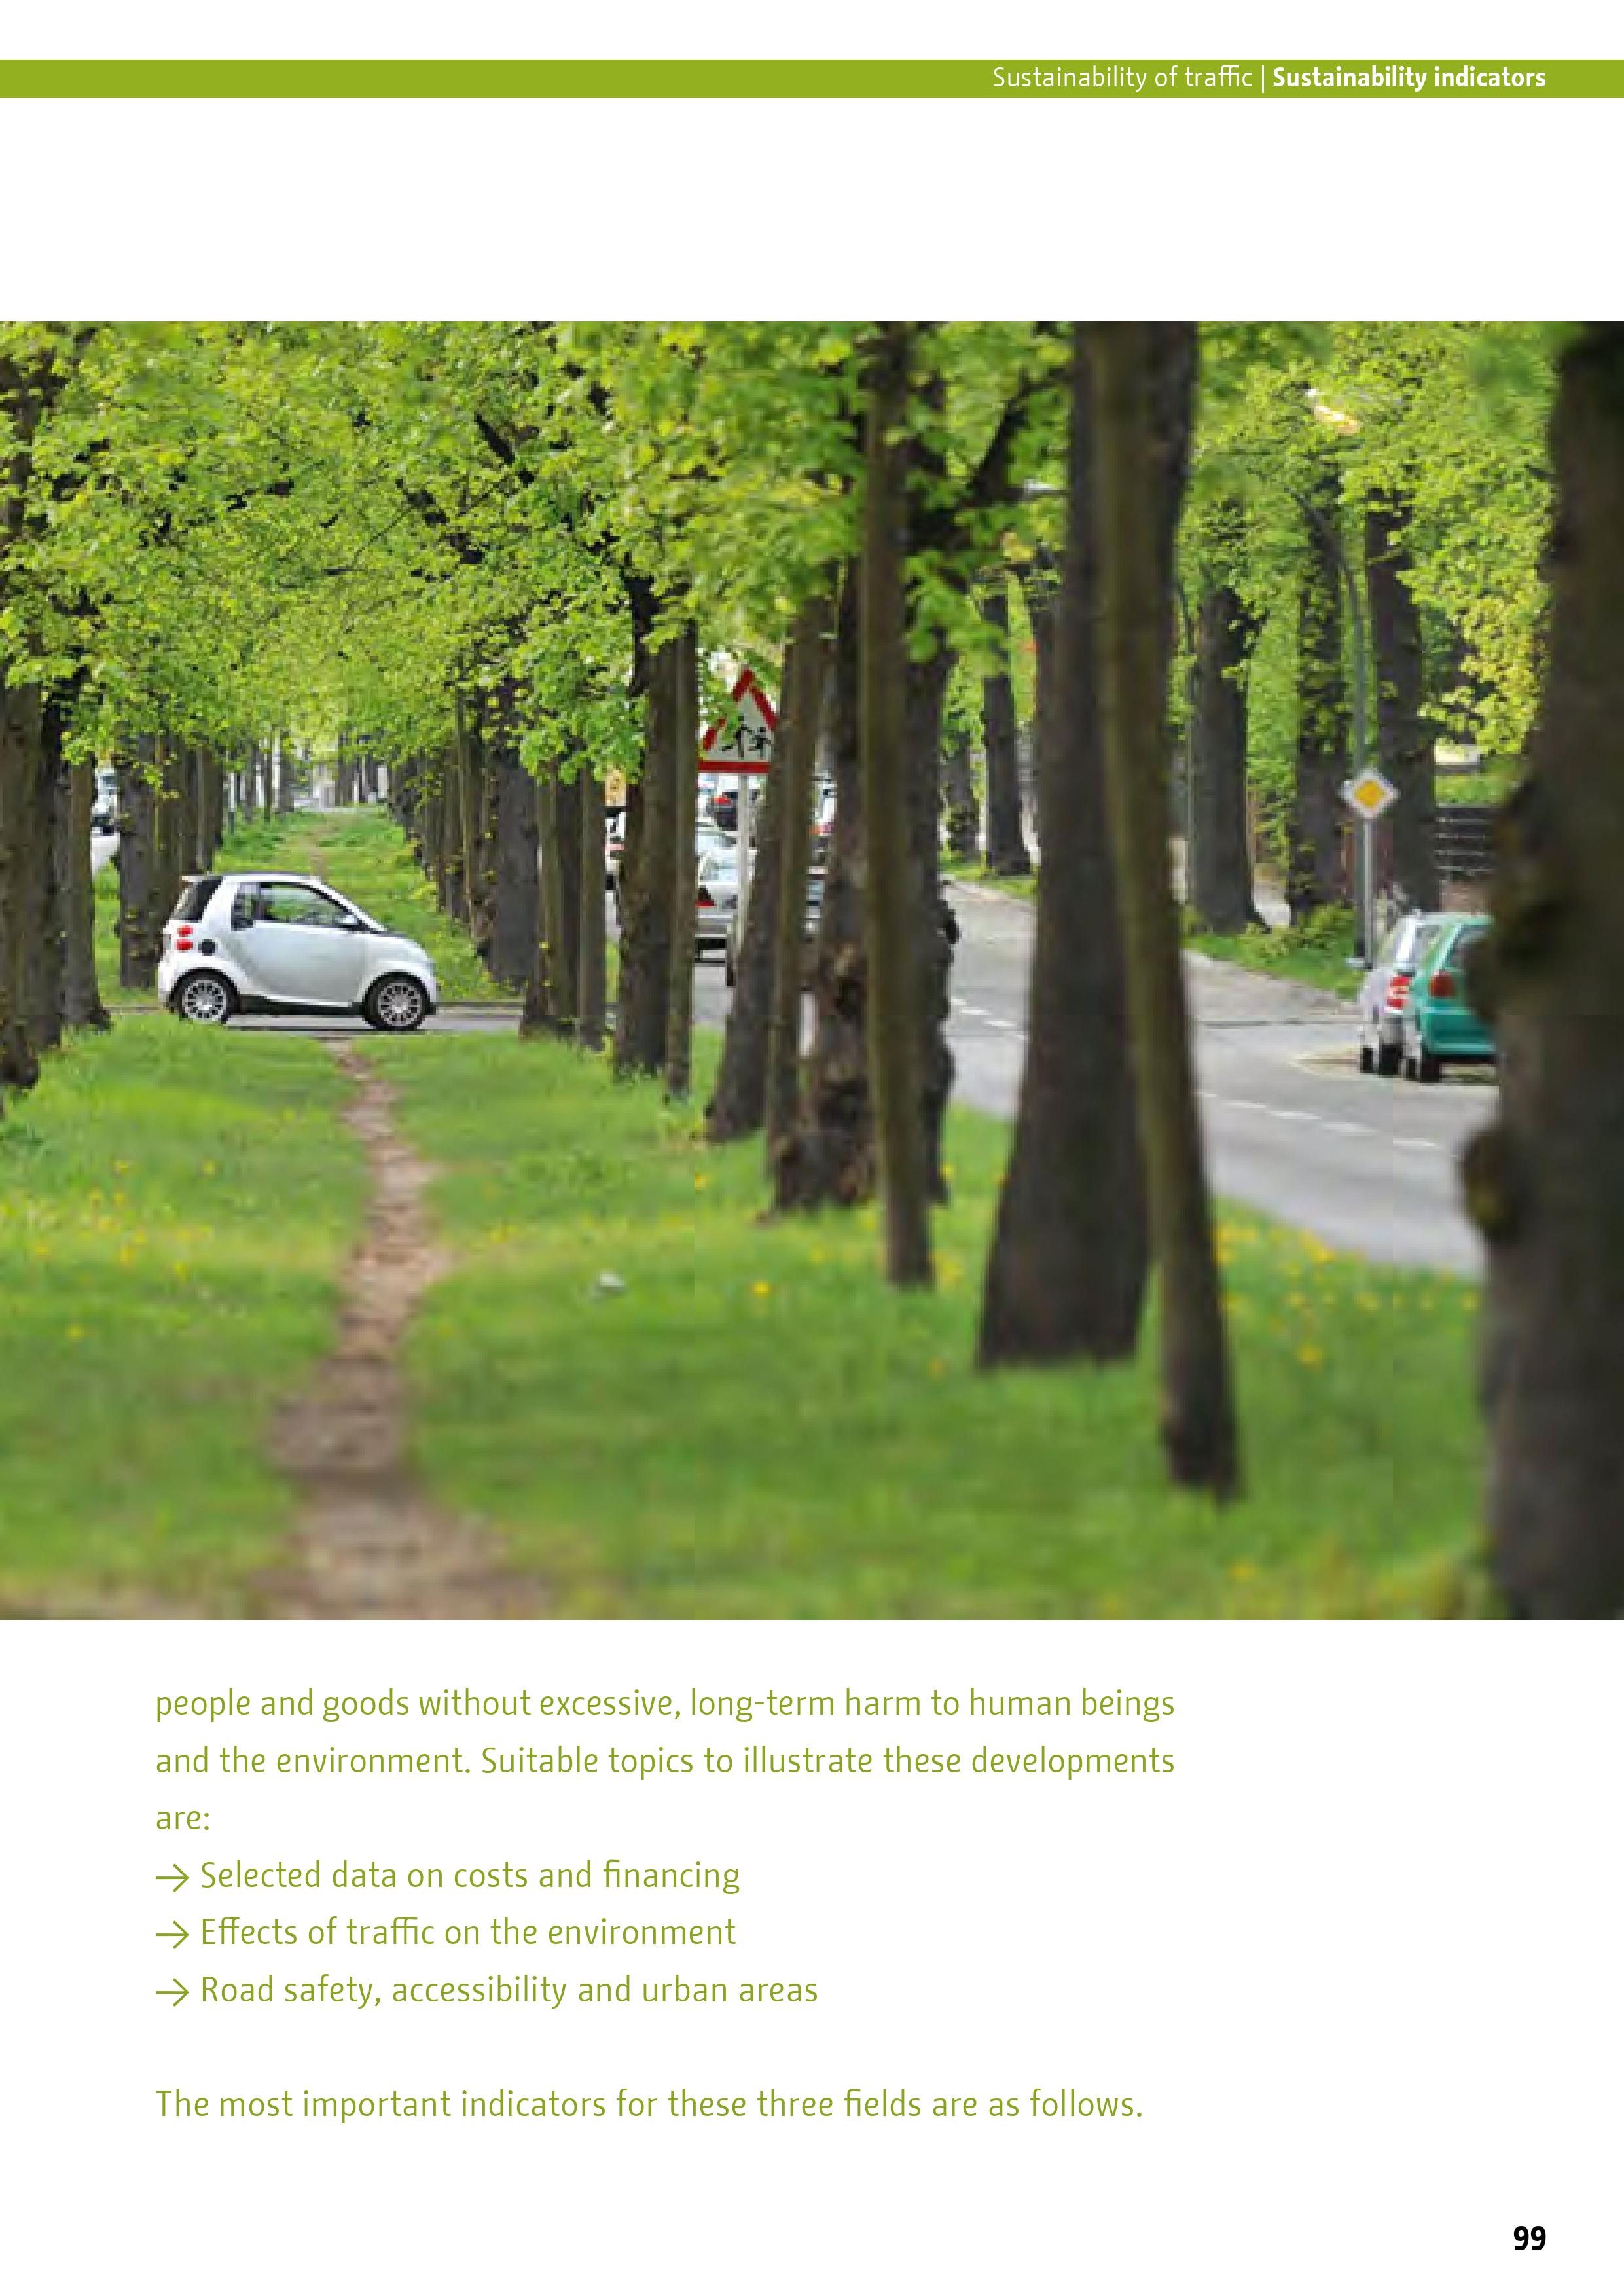 Sustainability of traffic | Sustainability indicators
people and goods without excessive, long-term harm to human beings
and the environment. Suitable topics to illustrate these developments
are:
→ Selected data on costs and financing
→ Effects of traffic on the environment
→ Road safety, accessibility and urban areas
The most important indicators for these three fields are as follows.
99